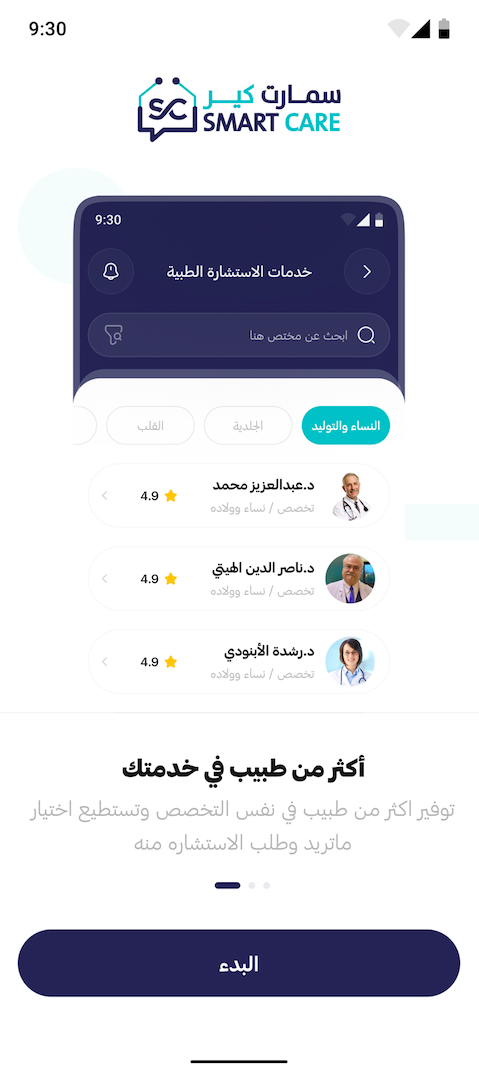 9:30
سمارت كير
SC
SMART CARE
9:30
خدمات الاستشارة الطبية
ابحث عن مختص هنا
النساء والتوليد
الجلدية
القلب
د.عبدالعزيز محمد
تخصص / نساء وولاده
4.9
د.ناصر الدين الهيتي
تخصص / نساء وولاده
4.9
د.رشدة الأبنودي
تخصص / نساء وولاده
4.9
أكثر من طبيب في خدمتك
توفير اكثر من طبيب في نفس التخصص وتستطيع اختيار
ماتريد وطلب الاستشاره منه
البدء